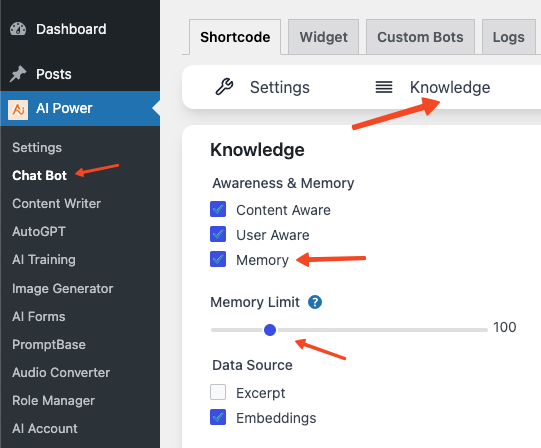 Dashboard
Posts
AI Power
Settings
Chat Bot
Content Writer
AutoGPT
AI Training
Image Generator
AI Forms
PromptBase
Audio Converter
Role Manager
AI Account
Shortcode Widget Custom Bots Logs
Settings Knowledge
Knowledge
Awareness & Memory
Content Aware
User Aware
Memory
Memory Limit ?
100
Data Source
Excerpt
Embeddings